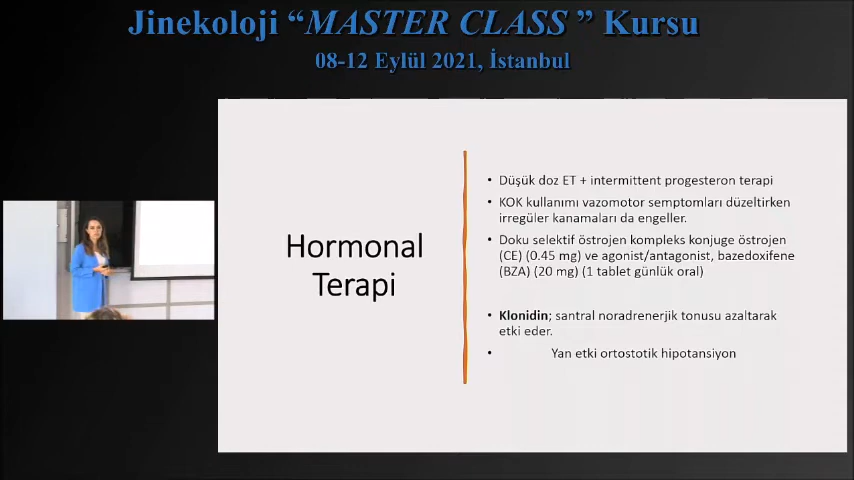 Jinekoloji “MASTER CLASS ” Kursu
08-12 Eylül 2021, İstanbul
Hormonal
Terapi
• Düşük doz ET + intermittent progesteron terapi
• KOK kullanımı vazomotor semptomları düzeltirken
irregüler kanamaları da engeller.
• Doku selektif östrojen kompleks konjuge östrojen
(CE) (0.45 mg) ve agonist/antagonist, bazedoxifene
(BZA) (20 mg) (1 tablet günlük oral)
• Klonidin; santral noradrenerjik tonusu azaltarak
etki eder.
• Yan etki ortostotik hipotansiyon